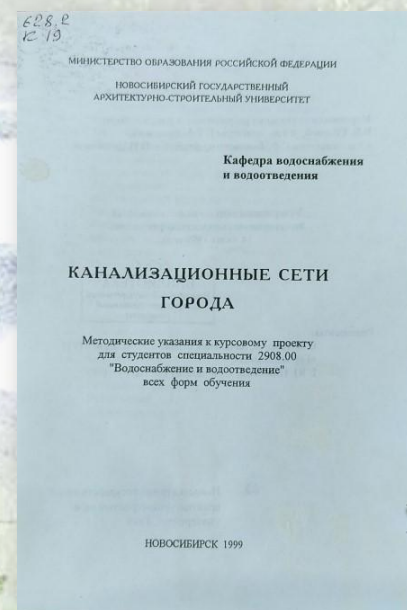 628.2
К 19
МИНИСТЕРСТВО ОБРАЗОВАНИЯ РОССИЙСКОЙ ФЕДЕРАЦИИ
НОВОСИБИРСКИЙ ГОСУДАРСТВЕННЫЙ
АРХИТЕКТУРНО-СТРОИТЕЛЬНЫЙ УНИВЕРСИТЕТ
Кафедра водоснабжения
и водоотведения
КАНАЛИЗАЦИОННЫЕ СЕТИ
ГОРОДА
Методические указания к курсовому проекту
для студентов специальности 2908.00
"Водоснабжение и водоотведение"
всех форм обучения
НОВОСИБИРСК 1999